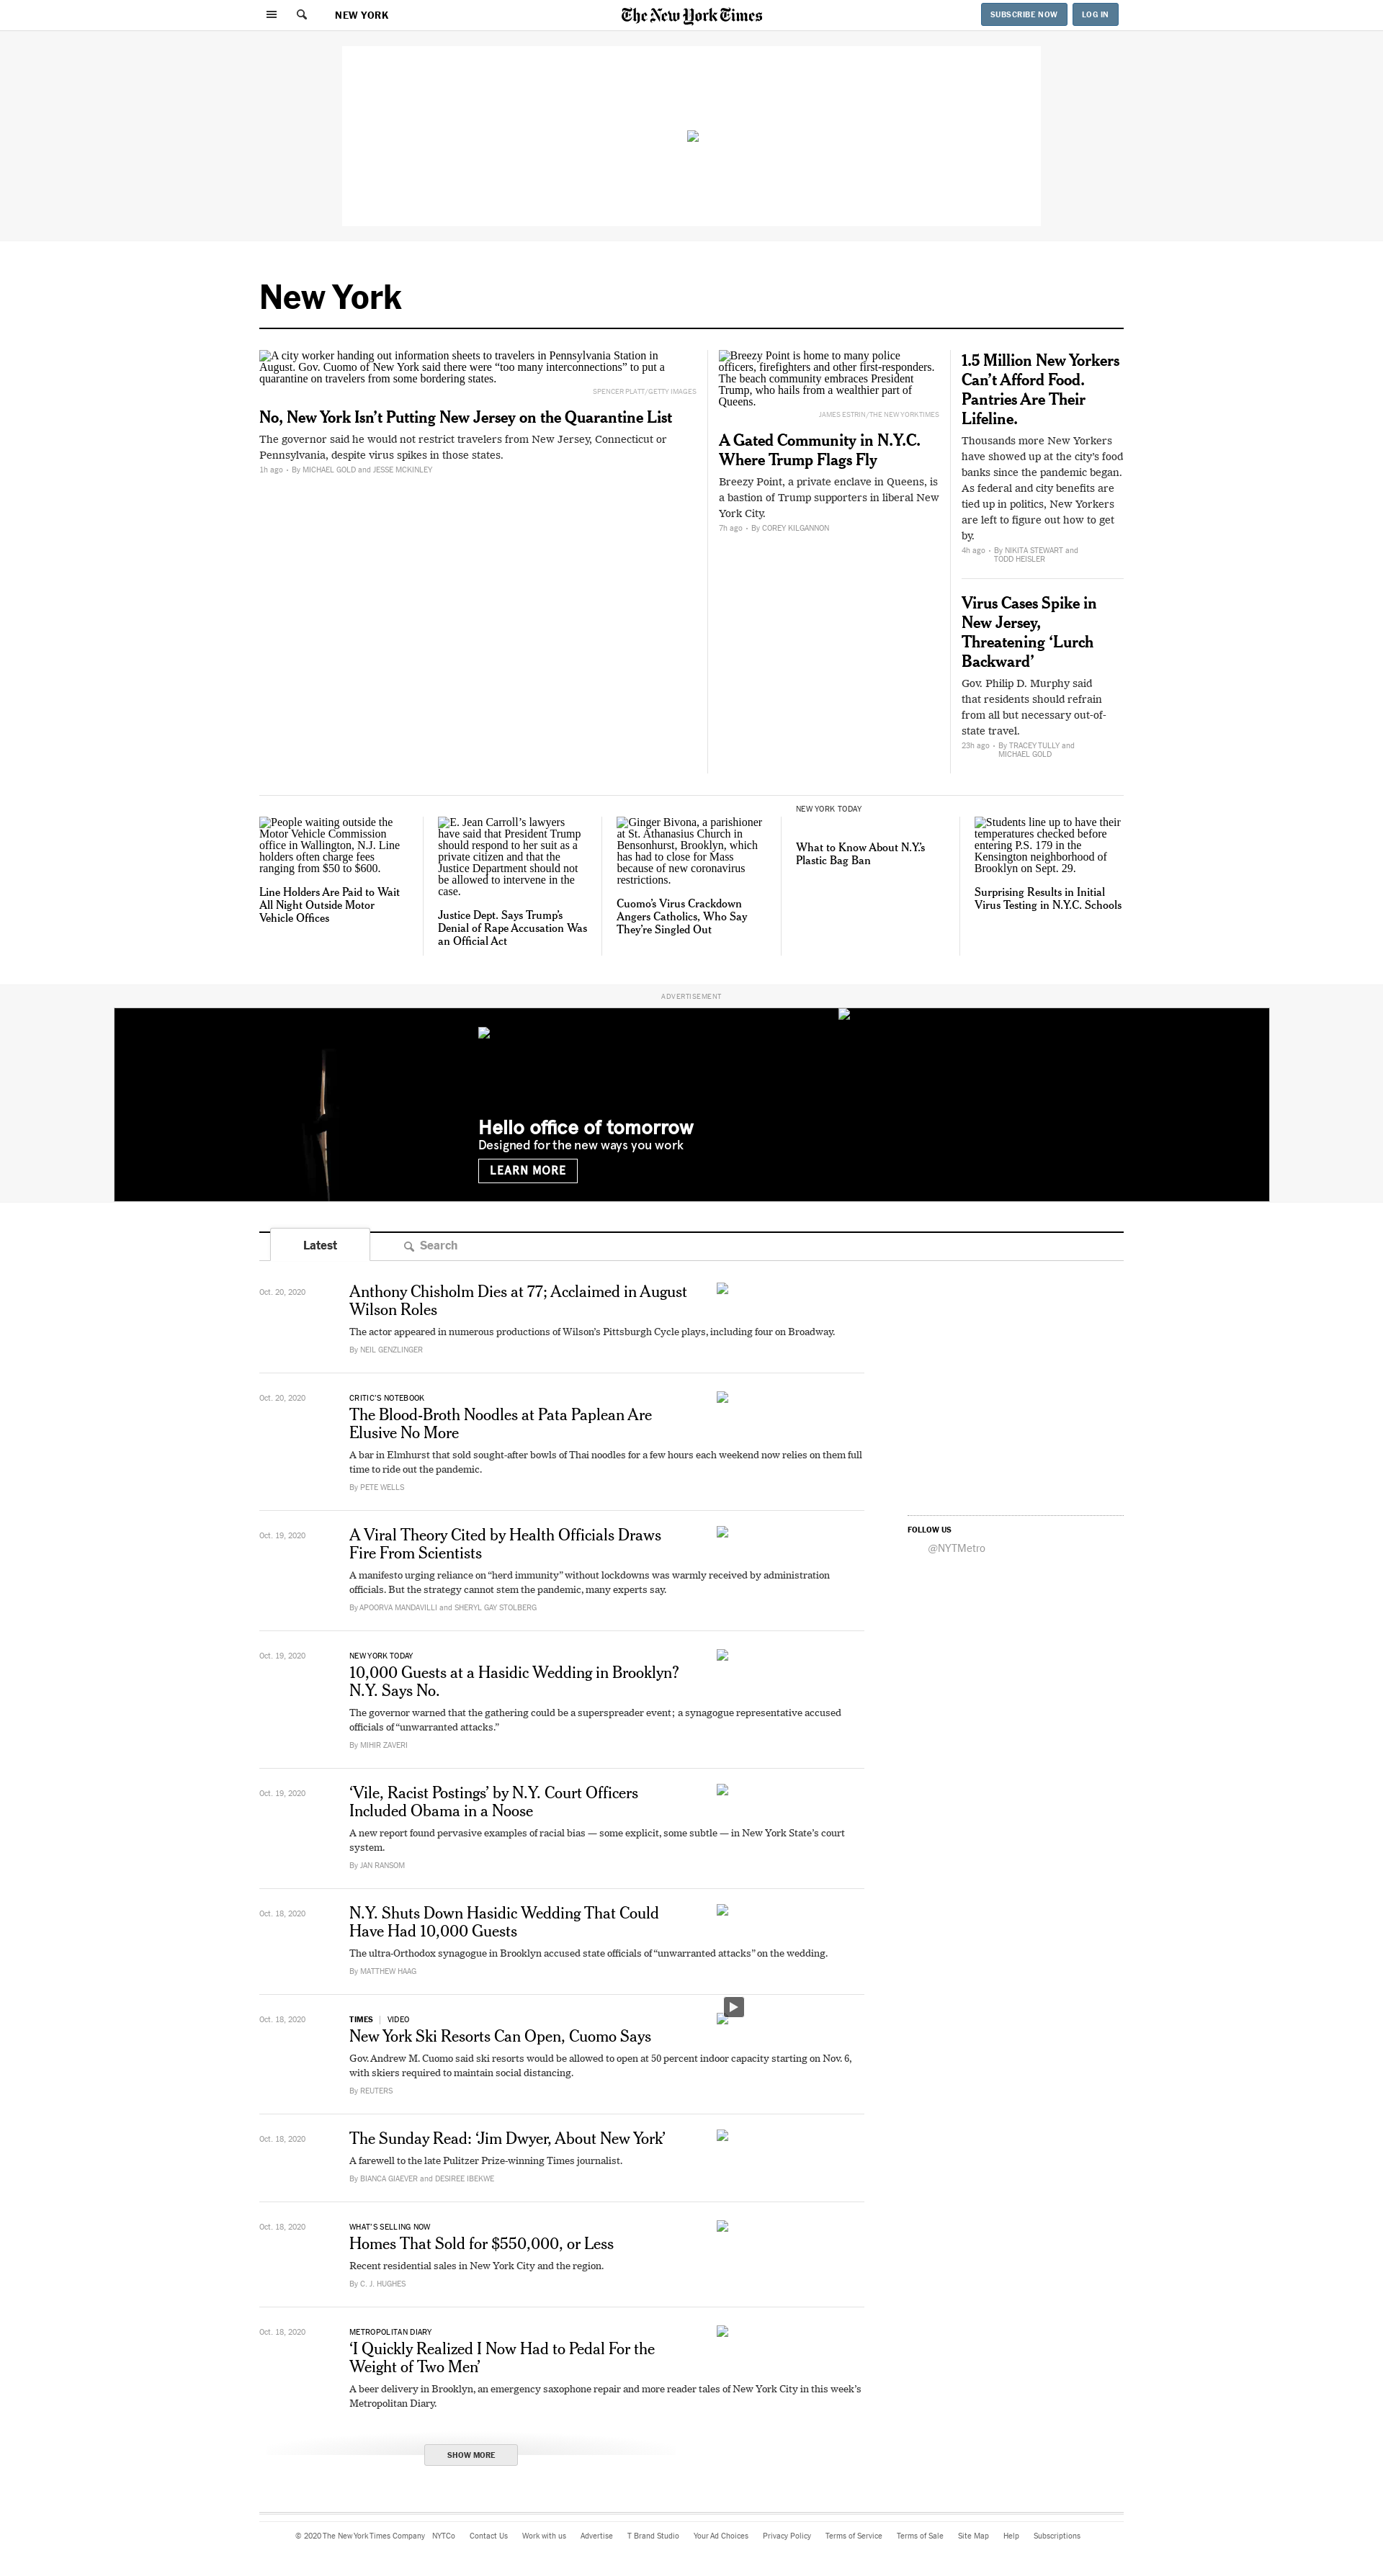 NEW YORK
The New York Times
SUBSCRIBE NOW
LOG IN
New York
A city worker handing out information sheets to travelers in Pennsylvania Station in
August. Gov. Cuomo of New York said there were “too many interconnections” to put a
quarantine on travelers from some bordering states.
SPENCER PLATT/GETTY IMAGES
No, New York Isn’t Putting New Jersey on the Quarantine List
The governor said he would not restrict travelers from New Jersey, Connecticut or
Pennsylvania, despite virus spikes in those states.
1h ago • By MICHAEL GOLD and JESSE MCKINLEY
Breezy Point is home to many police
officers, firefighters and other first-responders.
The beach community embraces President
Trump, who hails from a wealthier part of
Queens.
JAMES ESTRIN/THE NEW YORK TIMES
A Gated Community in N.Y.C.
Where Trump Flags Fly
Breezy Point, a private enclave in Queens, is
a bastion of Trump supporters in liberal New
York City.
7h ago • By COREY KILGANNON
1.5 Million New Yorkers
Can’t Afford Food.
Pantries Are Their
Lifeline.
Thousands more New Yorkers
have showed up at the city’s food
banks since the pandemic began.
As federal and city benefits are
tied up in politics, New Yorkers
are left to figure out how to get
by.
4h ago • By NIKITA STEWART and
TODD HEISLER
Virus Cases Spike in
New Jersey,
Threatening ‘Lurch
Backward’
Gov. Philip D. Murphy said
that residents should refrain
from all but necessary out-of-
state travel.
23h ago • By TRACEY TULLY and
MICHAEL GOLD
People waiting outside the
Motor Vehicle Commission
office in Wallington, N.J. Line
holders often charge fees
ranging from $50 to $600.
Line Holders Are Paid to Wait
All Night Outside Motor
Vehicle Offices
E. Jean Carroll’s lawyers
have said that President Trump
should respond to her suit as a
private citizen and that the
Justice Department should not
be allowed to intervene in the
case.
Justice Dept. Says Trump’s
Denial of Rape Accusation Was
an Official Act
Ginger Bivona, a parishioner
at St. Athanasius Church in
Bensonhurst, Brooklyn, which
has had to close for Mass
because of new coronavirus
restrictions.
Cuomo’s Virus Crackdown
Angers Catholics, Who Say
They’re Singled Out
NEW YORK TODAY
What to Know About N.Y.’s
Plastic Bag Ban
Students line up to have their
temperatures checked before
entering P.S. 179 in the
Kensington neighborhood of
Brooklyn on Sept. 29.
Surprising Results in Initial
Virus Testing in N.Y.C. Schools
ADVERTISEMENT
Hello office of tomorrow
Designed for the new ways you work
LEARN MORE
Latest
Search
Oct. 20, 2020
Anthony Chisholm Dies at 77; Acclaimed in August
Wilson Roles
The actor appeared in numerous productions of Wilson’s Pittsburgh Cycle plays, including four on Broadway.
By NEIL GENZLINGER
Oct. 20, 2020
CRITIC’S NOTEBOOK
The Blood-Broth Noodles at Pata Paplean Are
Elusive No More
A bar in Elmhurst that sold sought-after bowls of Thai noodles for a few hours each weekend now relies on them full
time to ride out the pandemic.
By PETE WELLS
Oct. 19, 2020
A Viral Theory Cited by Health Officials Draws
Fire From Scientists
A manifesto urging reliance on “herd immunity” without lockdowns was warmly received by administration
officials. But the strategy cannot stem the pandemic, many experts say.
By APOORVA MANDAVILLI and SHERYL GAY STOLBERG
FOLLOW US
@NYTMetro
Oct. 19, 2020
NEW YORK TODAY
10,000 Guests at a Hasidic Wedding in Brooklyn?
N.Y. Says No.
The governor warned that the gathering could be a superspreader event; a synagogue representative accused
officials of “unwarranted attacks.”
By MIHIR ZAVERI
Oct. 19, 2020
‘Vile, Racist Postings’ by N.Y. Court Officers
Included Obama in a Noose
A new report found pervasive examples of racial bias — some explicit, some subtle — in New York State’s court
system.
By JAN RANSOM
Oct. 18, 2020
N.Y. Shuts Down Hasidic Wedding That Could
Have Had 10,000 Guests
The ultra-Orthodox synagogue in Brooklyn accused state officials of “unwarranted attacks” on the wedding.
By MATTHEW HAAG
Oct. 18, 2020
TIMES | VIDEO
New York Ski Resorts Can Open, Cuomo Says
Gov. Andrew M. Cuomo said ski resorts would be allowed to open at 50 percent indoor capacity starting on Nov. 6,
with skiers required to maintain social distancing.
By REUTERS
Oct. 18, 2020
The Sunday Read: ‘Jim Dwyer, About New York’
A farewell to the late Pulitzer Prize-winning Times journalist.
By BIANCA GIAEVER and DESIREE IBEKWE
Oct. 18, 2020
WHAT’S SELLING NOW
Homes That Sold for $550,000, or Less
Recent residential sales in New York City and the region.
By C. J. HUGHES
Oct. 18, 2020
METROPOLITAN DIARY
‘I Quickly Realized I Now Had to Pedal For the
Weight of Two Men’
A beer delivery in Brooklyn, an emergency saxophone repair and more reader tales of New York City in this week’s
Metropolitan Diary.
SHOW MORE
© 2020 The New York Times Company NYTCo Contact Us Work with us Advertise T Brand Studio Your Ad Choices Privacy Policy Terms of Service Terms of Sale Site Map Help Subscriptions